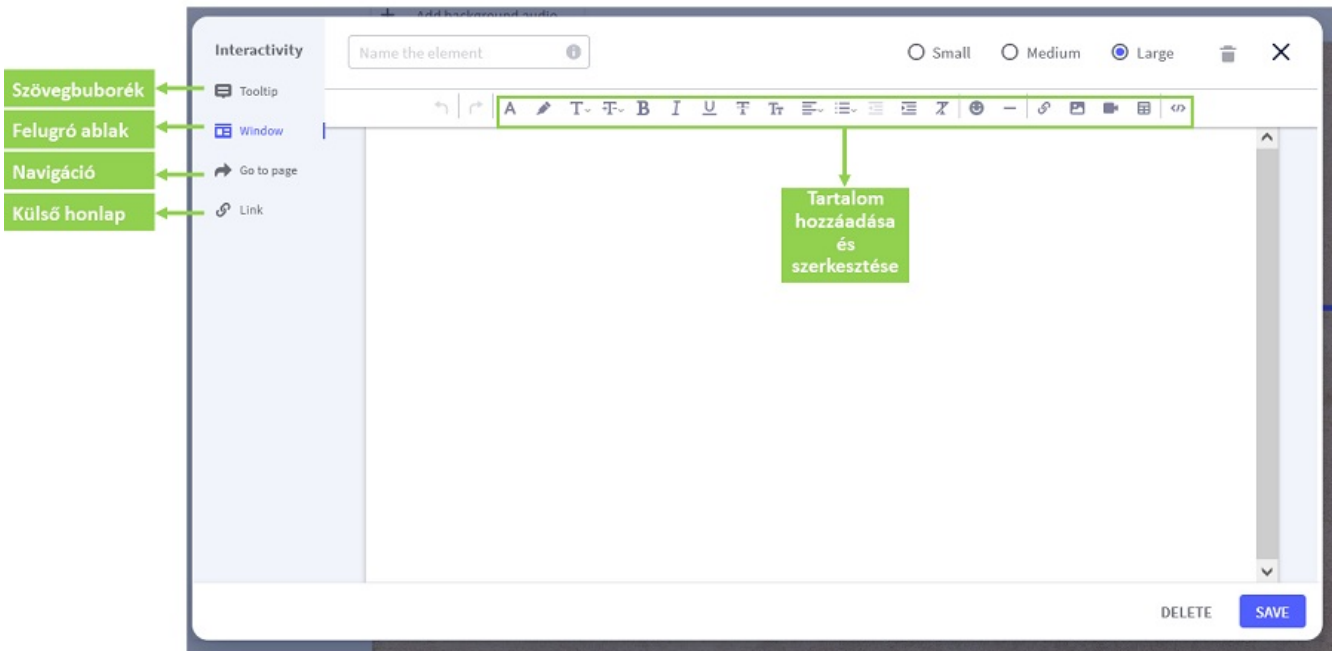 Add background audio
Interactivity
Name the element
Small
Medium
Large
Szövegbuborék
Tooltip
Felugró ablak
Window
Navigáció
Go to page
Külső honlap
Link
Tartalom
hozzáadása
és
szerkesztése
DELETE
SAVE